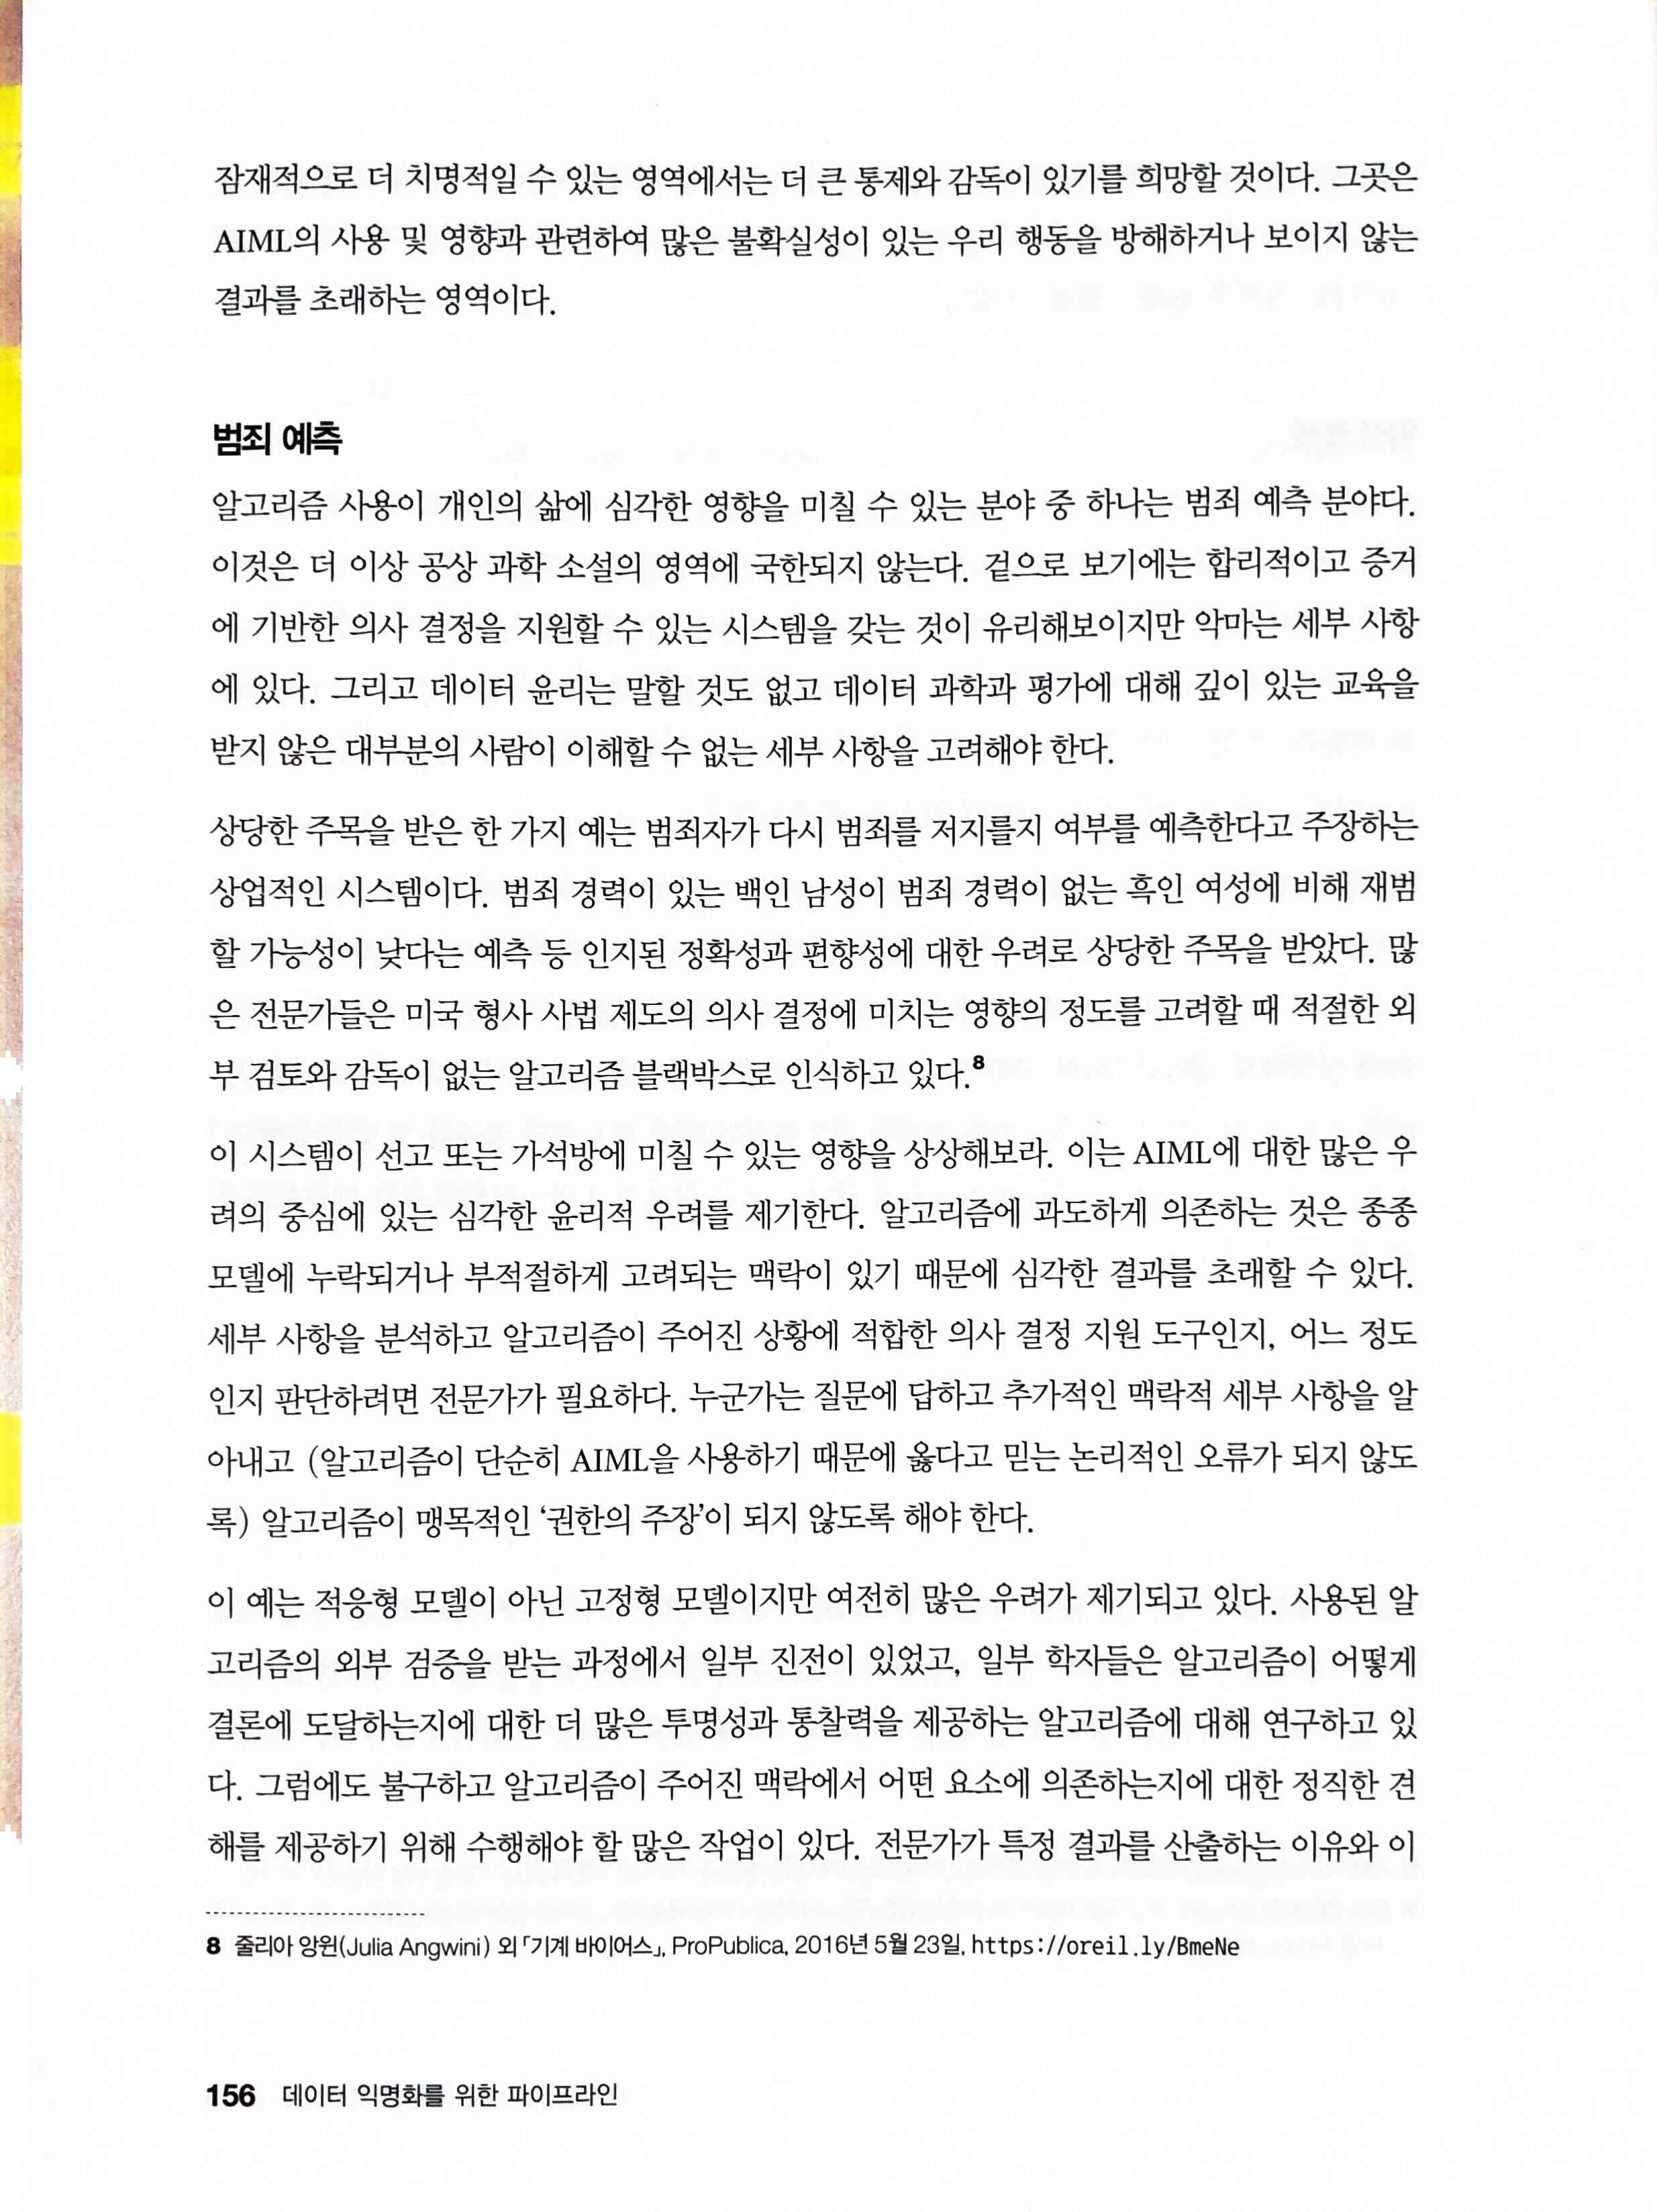 잠재적으로 더 치명적일 수 있는 영역에서는 더 큰 통제와 감독이 있기를 희망할 것이다. 그곳은
AIML의 사용 및 영향과 관련하여 많은 불확실성이 있는 우리 행동을 방해하거나 보이지 않는
결과를 초래하는 영역이다.
범죄 예측
알고리즘 사용이 개인의 삶에 심각한 영향을 미칠 수 있는 분야 중 하나는 범죄 예측 분야다.
이것은 더 이상 공상 과학 소설의 영역에 국한되지 않는다. 겉으로 보기에는 합리적이고 증거
에 기반한 의사 결정을 지원할 수 있는 시스템을 갖는 것이 유리해보이지만 악마는 세부 사항
에 있다. 그리고 데이터 윤리는 말할 것도 없고 데이터 과학과 평가에 대해 깊이 있는 교육을
받지 않은 대부분의 사람이 이해할 수 없는 세부 사항을 고려해야 한다.
상당한 주목을 받은 한 가지 예는 범죄자가 다시 범죄를 저지를지 여부를 예측한다고 주장하는
상업적인 시스템이다. 범죄 경력이 있는 백인 남성이 범죄 경력이 없는 흑인 여성에 비해 재범
할 가능성이 낮다는 예측 등 인지된 정확성과 편향성에 대한 우려로 상당한 주목을 받았다. 많
은 전문가들은 미국 형사 사법 제도의 의사 결정에 미치는 영향의 정도를 고려할 때 적절한 외
부 검토와 감독이 없는 알고리즘 블랙박스로 인식하고 있다.8
이 시스템이 선고 또는 가석방에 미칠 수 있는 영향을 상상해보라. 이는 AIML에 대한 많은 우
려의 중심에 있는 심각한 윤리적 우려를 제기한다. 알고리즘에 과도하게 의존하는 것은 종종
모델에 누락되거나 부적절하게 고려되는 맥락이 있기 때문에 심각한 결과를 초래할 수 있다.
세부 사항을 분석하고 알고리즘이 주어진 상황에 적합한 의사 결정 지원 도구인지, 어느 정도
인지 판단하려면 전문가가 필요하다. 누군가는 질문에 답하고 추가적인 맥락적 세부 사항을 알
아내고 (알고리즘이 단순히 AIML을 사용하기 때문에 옳다고 믿는 논리적인 오류가 되지 않도
록) 알고리즘이 맹목적인 ‘권한의 주장’이 되지 않도록 해야 한다.
이 예는 적응형 모델이 아닌 고정형 모델이지만 여전히 많은 우려가 제기되고 있다. 사용된 알
고리즘의 외부 검증을 받는 과정에서 일부 진전이 있었고, 일부 학자들은 알고리즘이 어떻게
결론에 도달하는지에 대한 더 많은 투명성과 통찰력을 제공하는 알고리즘에 대해 연구하고 있
다. 그럼에도 불구하고 알고리즘이 주어진 맥락에서 어떤 요소에 의존하는지에 대한 정직한 견
해를 제공하기 위해 수행해야 할 많은 작업이 있다. 전문가가 특정 결과를 산출하는 이유와 이
8 줄리아 앙윈(Julia Angwini) 외 「기계 바이어스」, ProPublica, 2016년 5월 23일, https://oreil.ly/BmeNe
156 데이터 익명화를 위한 파이프라인